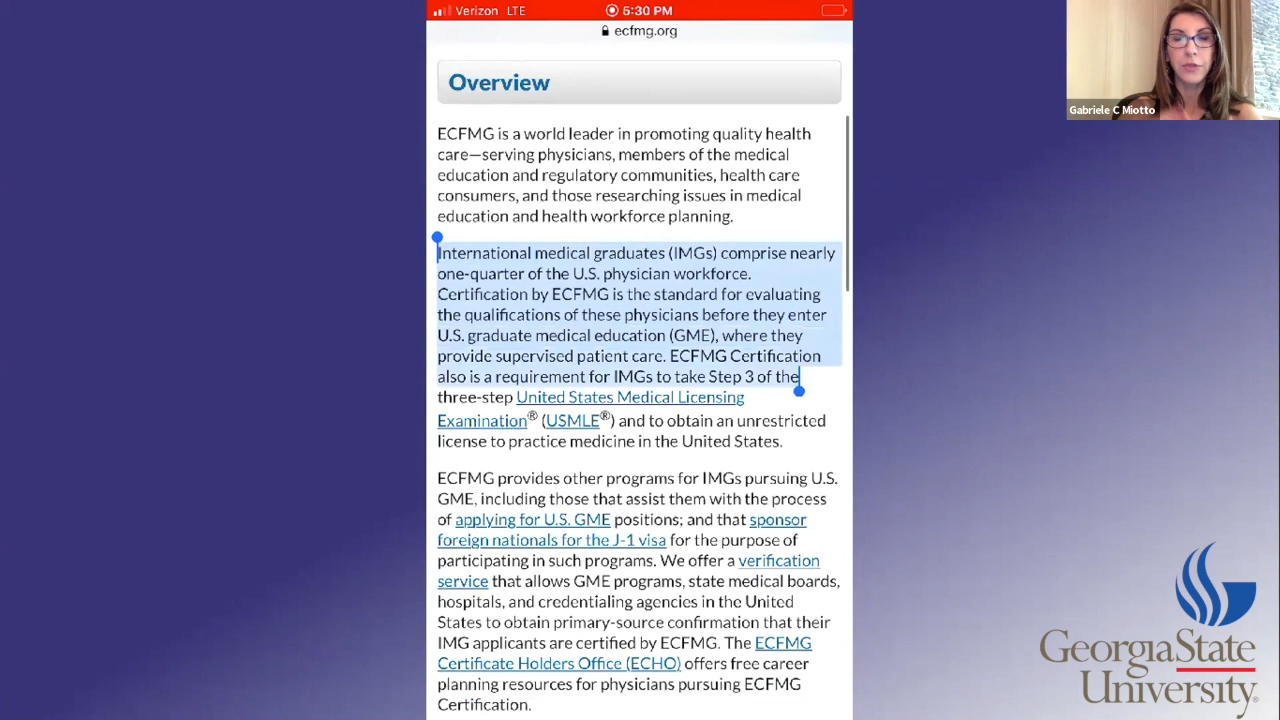 Verizon LTE
5:30 PM
ecfmg.org
Overview
ECFMG is a world leader in promoting quality health
care—serving physicians, members of the medical
education and regulatory communities, health care
consumers, and those researching issues in medical
education and health workforce planning.
International medical graduates (IMGs) comprise nearly
one-quarter of the U.S. physician workforce.
Certification by ECFMG is the standard for evaluating
the qualifications of these physicians before they enter
U.S. graduate medical education (GME), where they
provide supervised patient care. ECFMG Certification
also is a requirement for IMGs to take Step 3 of the
three-step United States Medical Licensing
Examination® (USMLE®) and to obtain an unrestricted
license to practice medicine in the United States.
ECFMG provides other programs for IMGs pursuing U.S.
GME, including those that assist them with the process
of applying for U.S. GME positions; and that sponsor
foreign nationals for the J-1 visa for the purpose of
participating in such programs. We offer a verification
service that allows GME programs, state medical boards,
hospitals, and credentialing agencies in the United
States to obtain primary-source confirmation that their
IMG applicants are certified by ECFMG. The ECFMG
Certificate Holders Office (ECHO) offers free career
planning resources for physicians pursuing ECFMG
Certification.
Gabriele C Miotto
GeorgiaState
University